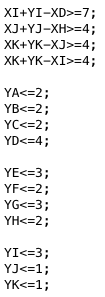 XI+YI-XD>=7;
XJ+YJ-XH>=4;
XK+YK-XJ>=4;
XK+YK-XI>=4;
YA<=2;
YB<=2;
YC<=2;
YD<=4;
YE<=3;
YF<=2;
YG<=3;
YH<=2;
YI<=3;
YJ<=1;
YK<=1;